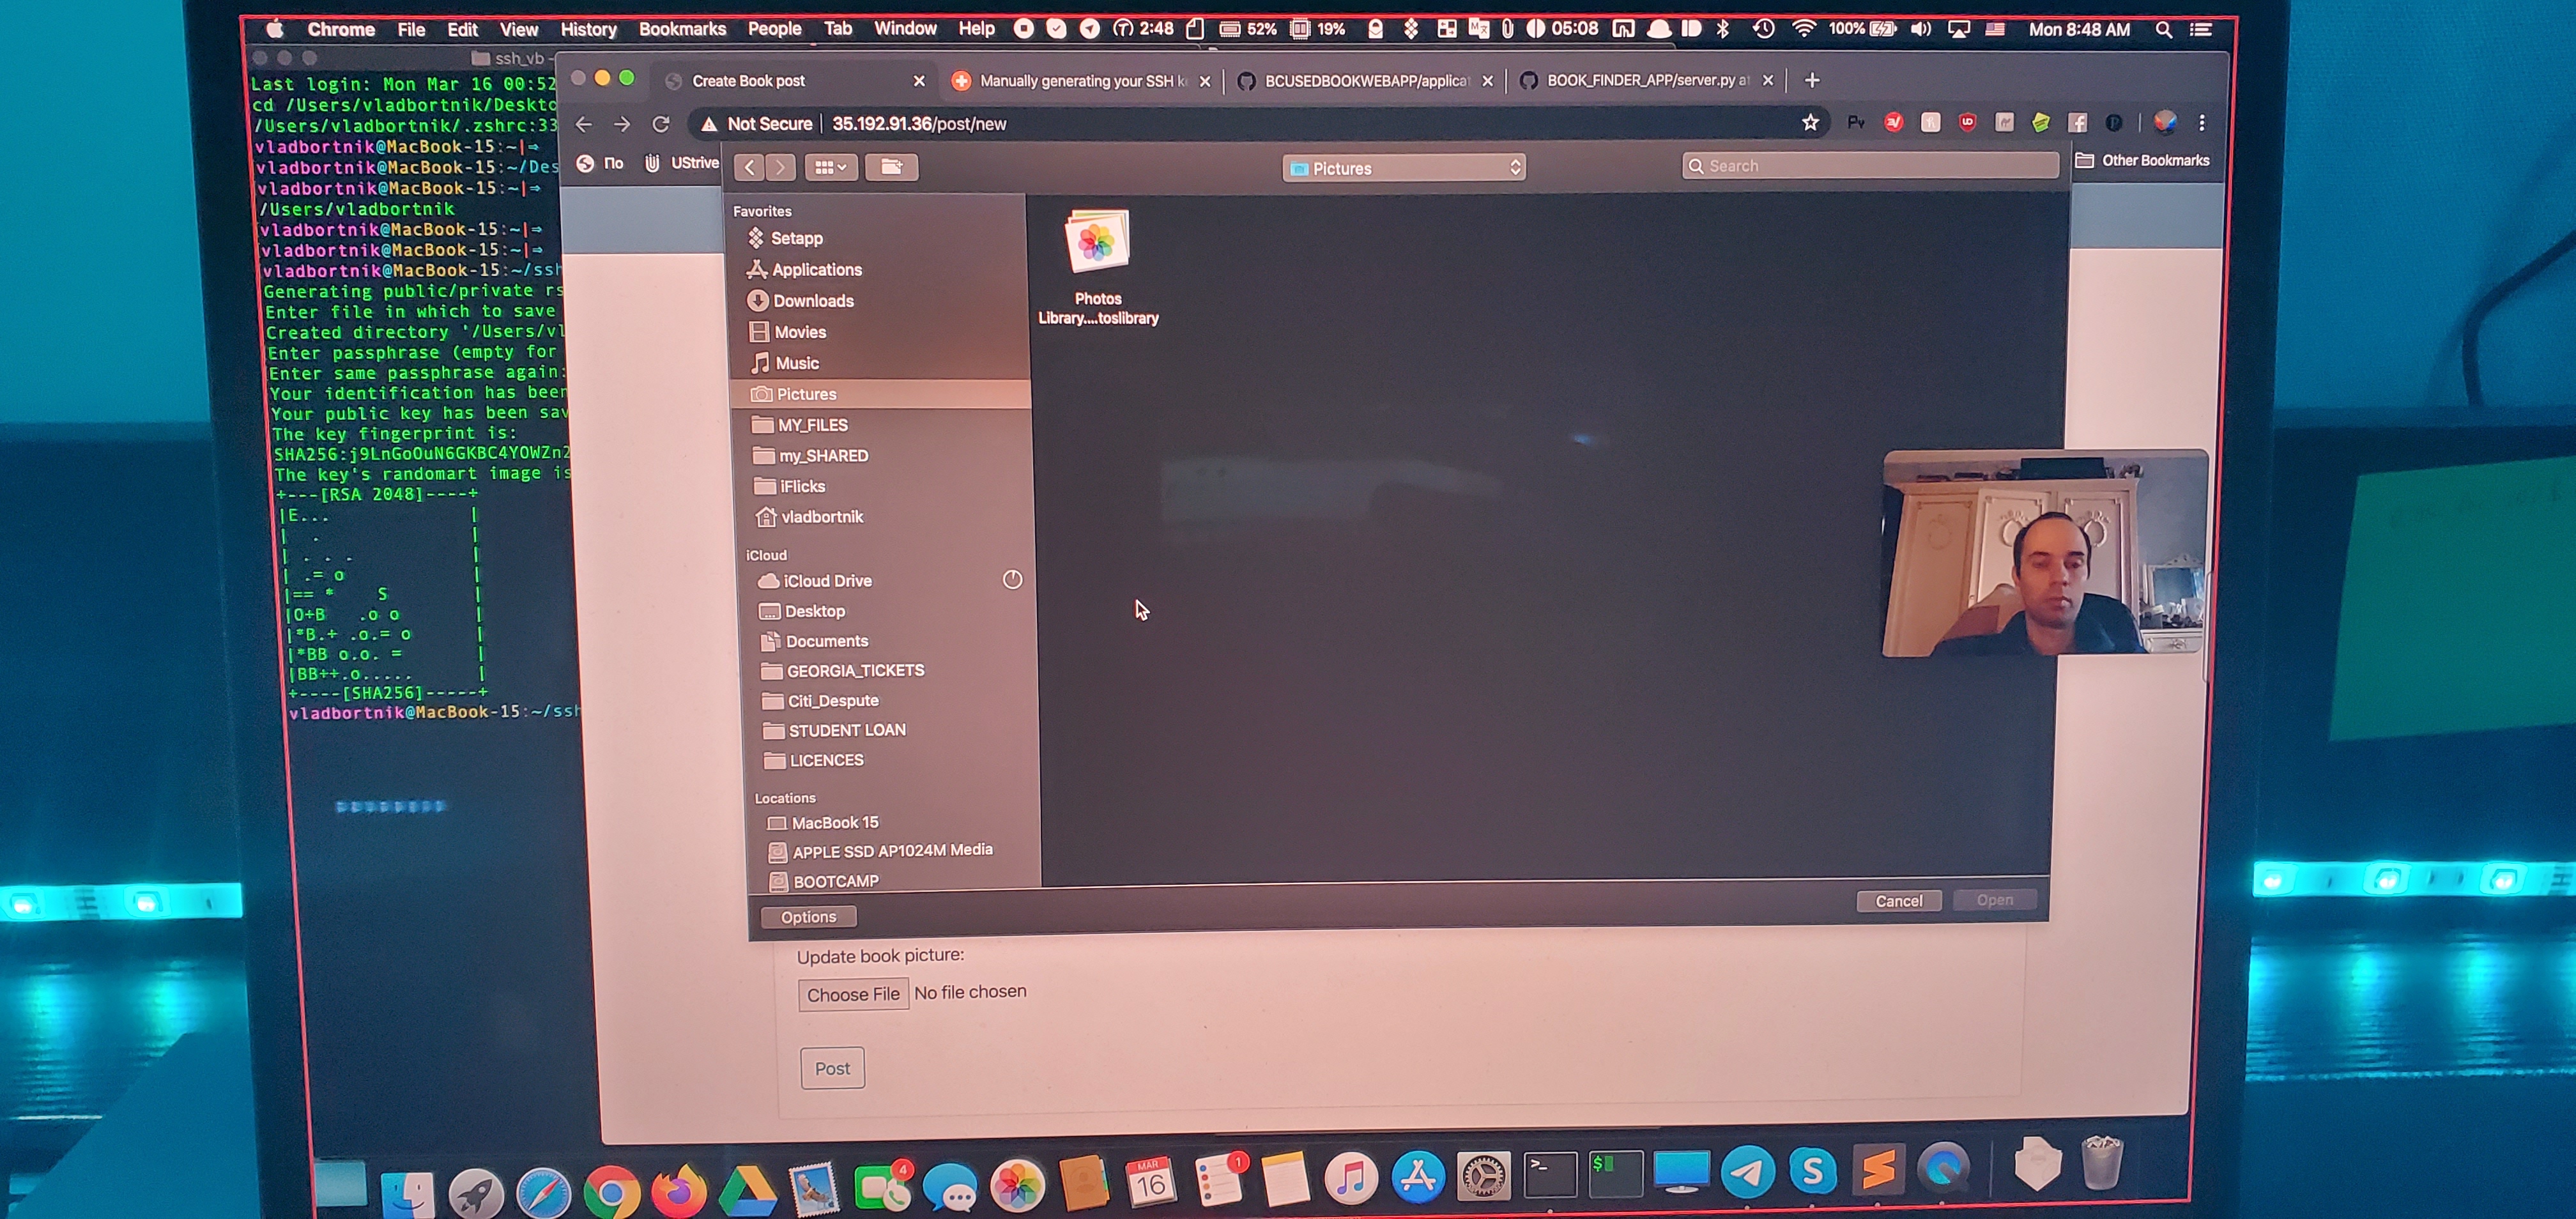 Chrome File Edit View History Bookmarks People Tab Window Help 2:48 52% 19% 05:08 100% Mon 8:48 AM
ssh_vb -
Last login: Mon Mar 16 00:52
cd /Users/vladbortnik/Deskto
/Users/vladbortnik/.zshrc:33
vladbortnik@MacBook-15:~|⇒
vladbortnik@MacBook-15:~/Des
vladbortnik@MacBook-15:~|⇒
/Users/vladbortnik
vladbortnik@MacBook-15:~|⇒
vladbortnik@MacBook-15:~|⇒
vladbortnik@MacBook-15:~/ssh
Generating public/private rs
Enter file in which to save
Created directory '/Users/vl
Enter passphrase (empty for
Enter same passphrase again:
Your identification has been
Your public key has been sav
The key fingerprint is:
SHA256:j9LnGoOuN6GKBC4YOWZn2
The key's randomart image is
+---[RSA 2048]----+
|E... |
| . |
| . . . |
| .= o |
|== * S |
|O+B .o o |
|*B.+ .o.= o |
|*BB o.o. = |
|BB++.o..... |
+----[SHA256]-----+
vladbortnik@MacBook-15:~/ssh
Create Book post
Manually generating your SSH k
BCUSEDBOOKWEBAPP/applicat
BOOK_FINDER_APP/server.py at
Not Secure 35.192.91.36/post/new
По
UStrive
Other Bookmarks
Pictures
Search
Favorites
Setapp
Applications
Downloads
Movies
Music
Pictures
MY_FILES
my_SHARED
iFlicks
vladbortnik
iCloud
iCloud Drive
Desktop
Documents
GEORGIA_TICKETS
Citi_Despute
STUDENT LOAN
LICENCES
Locations
MacBook 15
APPLE SSD AP1024M Media
BOOTCAMP
Photos
Library....toslibrary
Options
Cancel
Open
Update book picture:
Choose File No file chosen
Post
4
MAR
16
1
>_
$
S